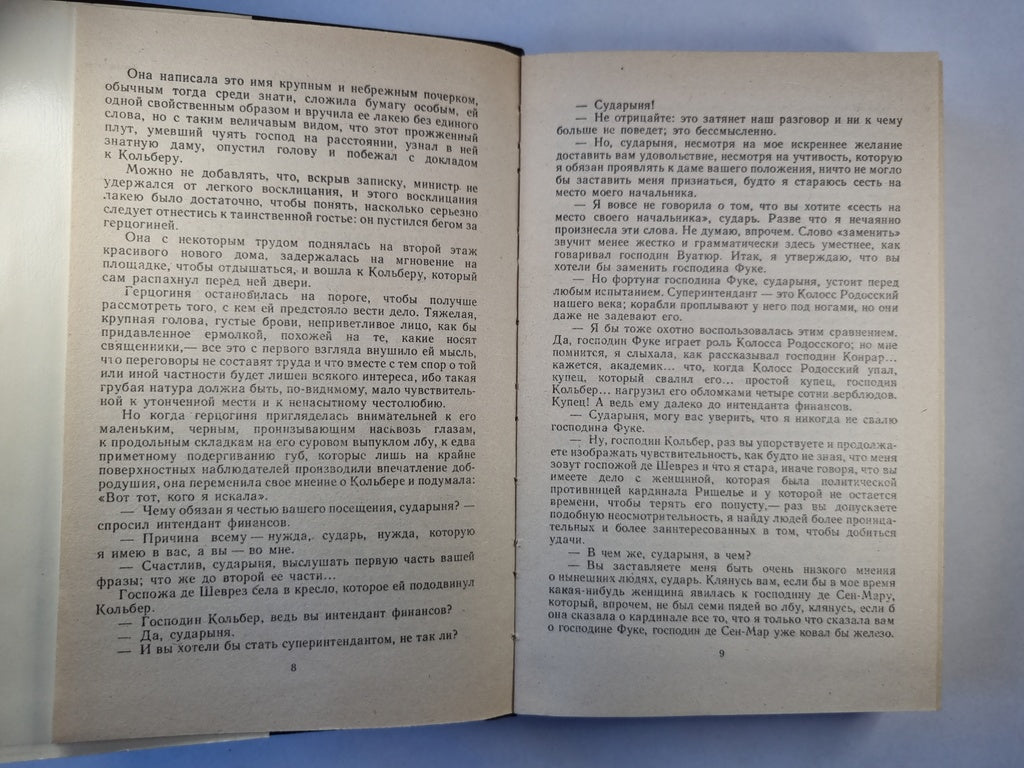 Она написала это имя крупным и небрежным почерком,
обычным тогда среди знати, сложила бумагу особым, ей
одной свойственным образом и вручила ее лакею без единого
слова, но с таким величавым видом, что этот прожженный
плут, умевший чуять господ на расстоянии, узнал в ней
знатную даму, опустил голову и побежал с докладом
к Кольберу.
Можно не добавлять, что, вскрыв записку, министр не
удержался от легкого восклицания, и этого восклицания
лакею было достаточно, чтобы понять, насколько серьезно
следует отнестись к таинственной гостье: он пустился бегом за
герцогиней.
Она с некоторым трудом поднялась на второй этаж
красивого нового дома, задержалась на мгновение на
площадке, чтобы отдышаться, и вошла к Кольберу, который
сам распахнул перед ней двери.
Герцогиня остановилась на пороге, чтобы получше
рассмотреть того, с кем ей предстояло вести дело. Тяжелая,
крупная голова, густые брови, неприветливое лицо, как бы
придавленное ермолкой, похожей на те, какие носят
священники,— все это с первого взгляда внушило ей мысль,
что переговоры не составят труда и что вместе с тем спор о той
или иной частности будет лишен всякого интереса, ибо такая
грубая натура должна быть, по-видимому, мало чувствитель-
ной к утонченной мести и к ненасытному честолюбию.
Но когда герцогиня пригляделась внимательней к его
маленьким, черным, пронизывающим насквозь глазам,
к продольным складкам на его суровом выпуклом лбу, к едва
приметному подергиванию губ, которые лишь на крайне
поверхностных наблюдателей производили впечатление доб-
родушия, она переменила свое мнение о Кольбере и подумала:
«Вот тот, кого я искала».
— Чему обязан я честью вашего посещения, сударыня? —
спросил интендант финансов.
— Причина всему — нужда, сударь, нужда, которую
я имею в вас, а вы — во мне.
— Счастлив, сударыня, выслушать первую часть вашей
фразы; что же до второй ее части...
Госпожа де Шеврез села в кресло, которое ей пододвинул
Кольбер.
— Господин Кольбер, ведь вы интендант финансов?
— Да, сударыня.
— И вы хотели бы стать суперинтендантом, не так ли?
8
— Сударыня!
— Не отрицайте: это затянет наш разговор и ни к чему
больше не поведет; это бессмысленно.
— Но, сударыня, несмотря на мое искреннее желание
доставить вам удовольствие, несмотря на учтивость, которую
я обязан проявлять к даме вашего положения, ничто не могло
бы заставить меня признаться, будто я стараюсь сесть на
место моего начальника.
— Я вовсе не говорила о том, что вы хотите «сесть на
место своего начальника», сударь. Разве что я нечаянно
произнесла эти слова. Не думаю, впрочем. Слово «заменить»
звучит менее жестко и грамматически здесь уместнее, как
говаривал господин Вуатюр. Итак, я утверждаю, что вы
хотели бы заменить господина Фуке.
— Но фортуна господина Фуке, сударыня, устоит перед
любым испытанием. Суперинтендант — это Колосс Родосский
нашего века; корабли проплывают у него под ногами, но они
даже не задевают его.
— Я бы тоже охотно воспользовалась этим сравнением.
Да, господин Фуке играет роль Колосса Родосского; но мне
помнится, я слыхала, как рассказывал господин Конрар...
кажется, академик... что, когда Колосс Родосский упал,
купец, который свалил его... простой купец, господин
Кольбер... нагрузил его обломками четыре сотни верблюдов.
Купец! А ведь ему далеко до интенданта финансов.
— Сударыня, могу вас уверить, что я никогда не свалю
господина Фуке.
— Ну, господин Кольбер, раз вы упорствуете и продолжа-
ете изображать чувствительность, как будто не зная, что меня
зовут госпожой де Шеврез и что я стара, иначе говоря, что вы
имеете дело с женщиной, которая была политической
противницей кардинала Ришелье и у которой не остается
времени, чтобы терять его попусту,— раз вы допускаете
подобную неосмотрительность, я найду людей более проница-
тельных и более заинтересованных в том, чтобы добиться
удачи.
— В чем же, сударыня, в чем?
— Вы заставляете меня быть очень низкого мнения
о нынешних людях, сударь. Клянусь вам, если бы в мое время
какая-нибудь женщина явилась к господину де Сен-Мару,
который, впрочем, не был семи пядей во лбу, клянусь, если б
она сказала о кардинале все то, что я только что сказала вам
о господине Фуке, господин де Сен-Мар уже ковал бы железо.
9